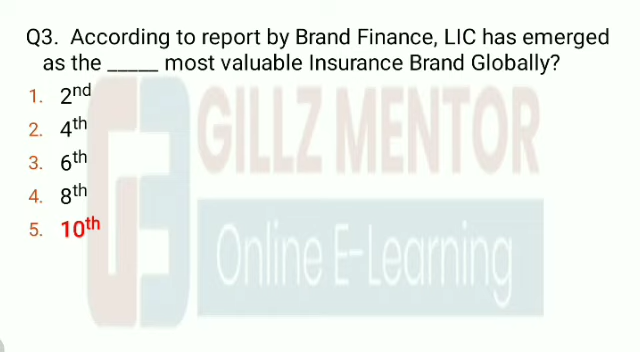 Q3. According to report by Brand Finance, LIC has emerged
as the _____ most valuable Insurance Brand Globally?
1. 2nd
2. 4th
3. 6th
4. 8th
5. 10th
GILLZ MENTOR
Online E-Learning